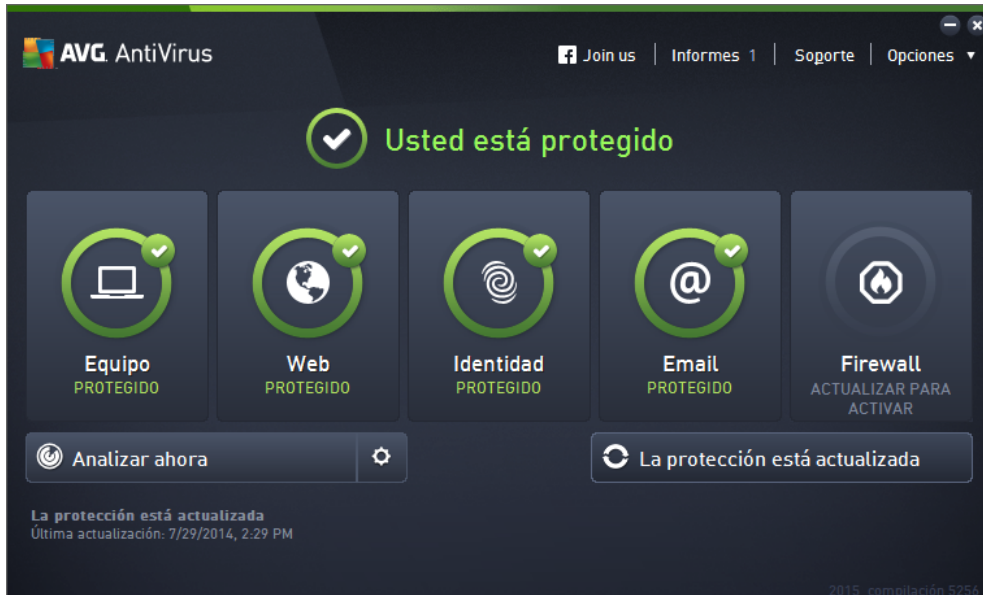 AVG. AntiVirus
Join us | Informes 1 | Soporte | Opciones
Usted está protegido
Equipo
PROTEGIDO
Web
PROTEGIDO
Identidad
PROTEGIDO
Email
PROTEGIDO
Firewall
ACTUALIZAR PARA
ACTIVAR
Analizar ahora
La protección está actualizada
La protección está actualizada
Última actualización: 7/29/2014, 2:29 PM
2015 compilación 5256